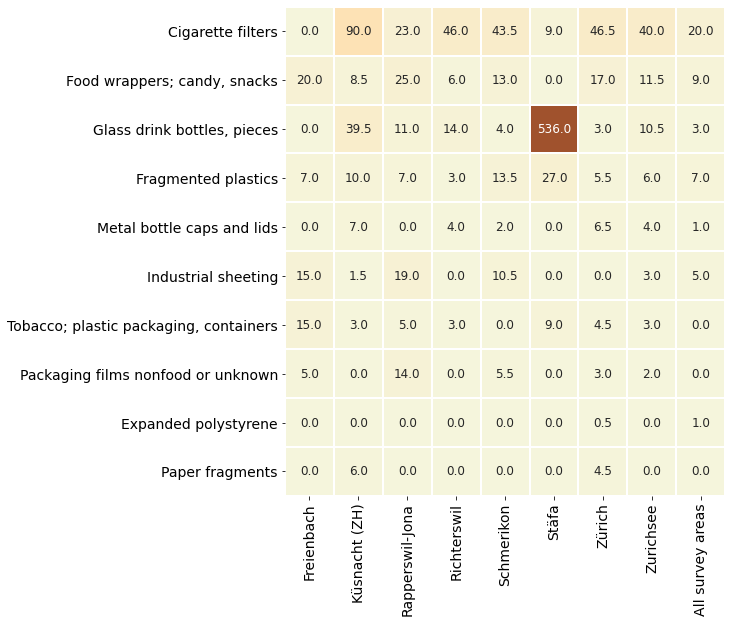 Cigarette filters 0.0 90.0 23.0 46.0 43.5 9.0 46.5 40.0 20.0
Food wrappers; candy, snacks 20.0 8.5 25.0 6.0 13.0 0.0 17.0 11.5 9.0
Glass drink bottles, pieces 0.0 39.5 11.0 14.0 4.0 536.0 3.0 10.5 3.0
Fragmented plastics 7.0 10.0 7.0 3.0 13.5 27.0 5.5 6.0 7.0
Metal bottle caps and lids 0.0 7.0 0.0 4.0 2.0 0.0 6.5 4.0 1.0
Industrial sheeting 15.0 1.5 19.0 0.0 10.5 0.0 0.0 3.0 5.0
Tobacco; plastic packaging, containers 15.0 3.0 5.0 3.0 0.0 9.0 4.5 3.0 0.0
Packaging films nonfood or unknown 5.0 0.0 14.0 0.0 5.5 0.0 3.0 2.0 0.0
Expanded polystyrene 0.0 0.0 0.0 0.0 0.0 0.0 0.5 0.0 1.0
Paper fragments 0.0 6.0 0.0 0.0 0.0 0.0 4.5 0.0 0.0
Freienbach
Küsnacht (ZH)
Rapperswil-Jona
Richterswil
Schmerikon
Stäfa
Zürich
Zurichsee
All survey areas